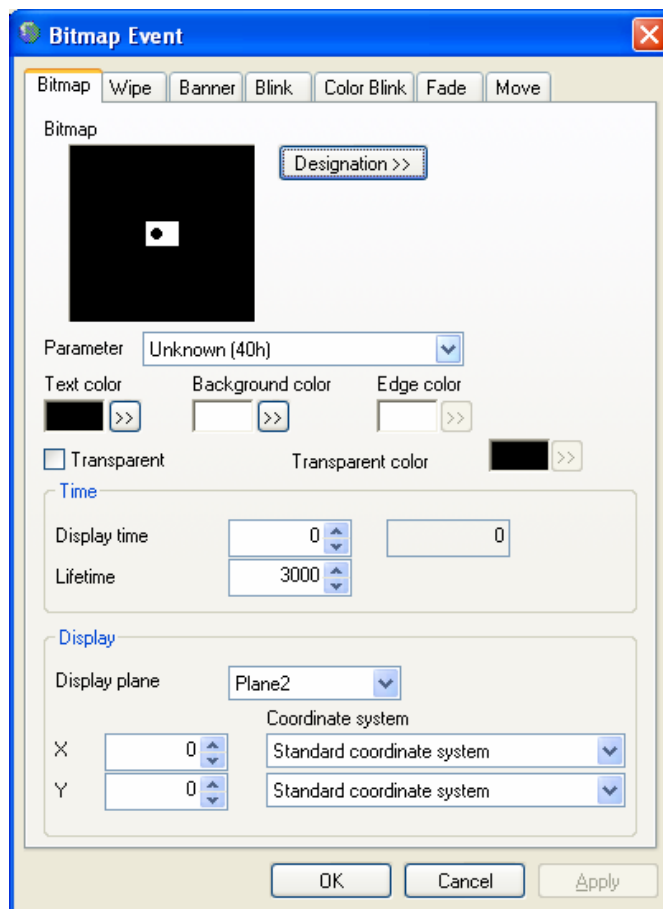 Bitmap Event
Bitmap Wipe Banner Blink Color Blink Fade Move
Bitmap
Designation >>
Parameter Unknown (40h)
Text color Background color Edge color
>> >> >>
Transparent Transparent color >>
Time
Display time 0 0
Lifetime 3000
Display
Display plane Plane2
Coordinate system
X 0 Standard coordinate system
Y 0 Standard coordinate system
OK Cancel Apply